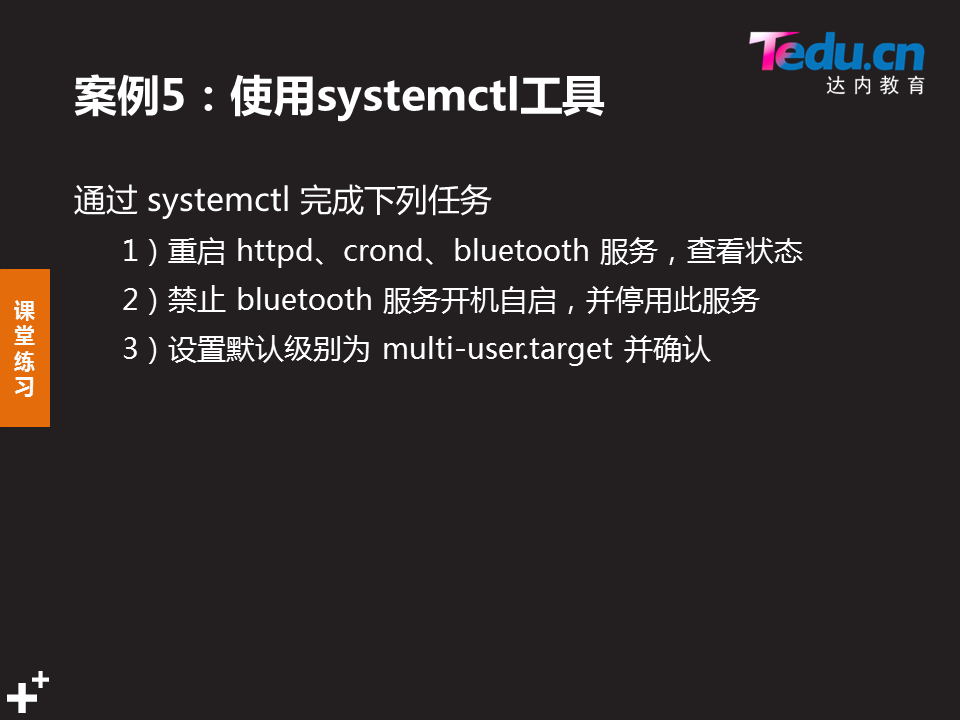 Tedu.cn
达内教育
案例5：使用systemctl工具
通过 systemctl 完成下列任务
1）重启 httpd、crond、bluetooth 服务，查看状态
2）禁止 bluetooth 服务开机自启，并停用此服务
3）设置默认级别为 multi-user.target 并确认
课
堂
练
习